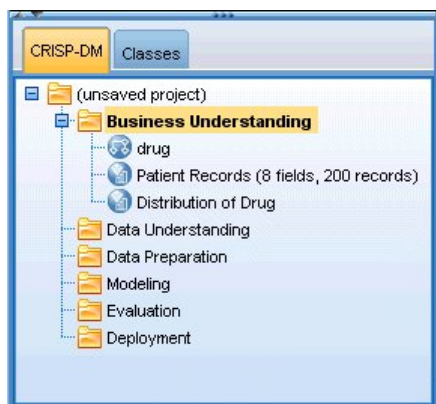 CRISP-DM Classes
(unsaved project)
Business Understanding
drug
Patient Records (8 fields, 200 records)
Distribution of Drug
Data Understanding
Data Preparation
Modeling
Evaluation
Deployment